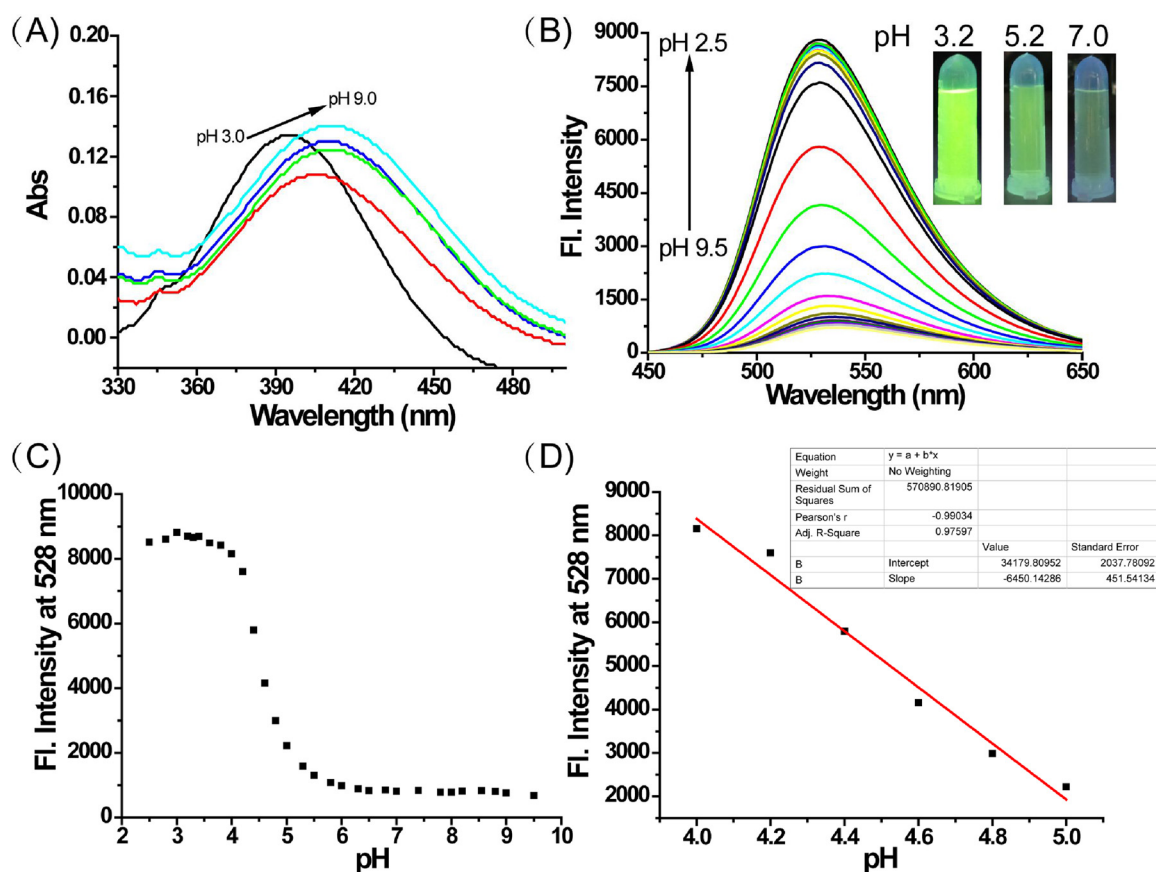 (A)
0.20
0.16
0.12
0.08
0.04
0.00
Abs
pH 3.0
pH 9.0
330 360 390 420 450 480
Wavelength (nm)
(B)
9000
7500
6000
4500
3000
1500
0
Fl. Intensity
pH 2.5
pH 9.5
pH 3.2 5.2 7.0
450 500 550 600 650
Wavelength (nm)
(C)
10000
8000
6000
4000
2000
0
Fl. Intensity at 528 nm
2 3 4 5 6 7 8 9 10
pH
(D)
9000
8000
7000
6000
5000
4000
3000
2000
Fl. Intensity at 528 nm
Equation y = a + b*x
Weight No Weighting
Residual Sum of
Squares
570890.81905
Pearson's r -0.99034
Adj. R-Square 0.97597
Value Standard Error
B Intercept 34179.80952 2037.78092
B Slope -6450.14286 451.54134
4.0 4.2 4.4 4.6 4.8 5.0
pH